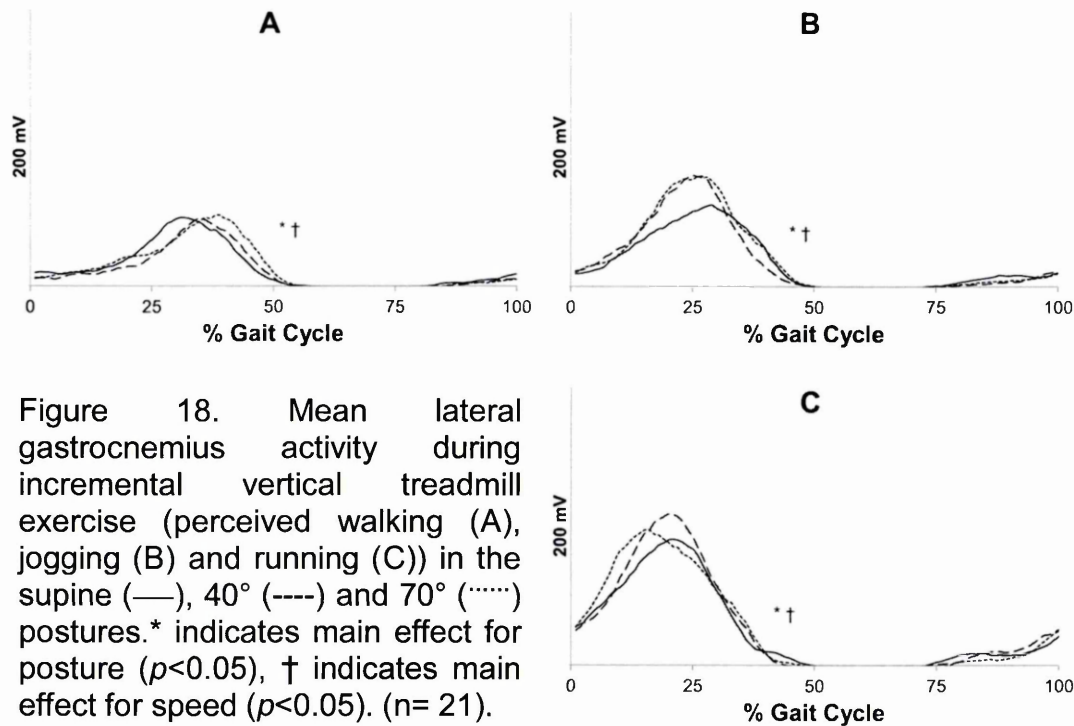 A
200 mV
0 25 50 75 100
% Gait Cycle
B
200 mV
0 25 50 75 100
% Gait Cycle
* †
* †
C
200 mV
0 25 50 75 100
% Gait Cycle
* †
Figure 18. Mean lateral
gastrocnemius activity during
incremental vertical treadmill
exercise (perceived walking (A),
jogging (B) and running (C)) in the
supine (—), 40° (----) and 70° (······)
postures.* indicates main effect for
posture (p<0.05), † indicates main
effect for speed (p<0.05). (n= 21).